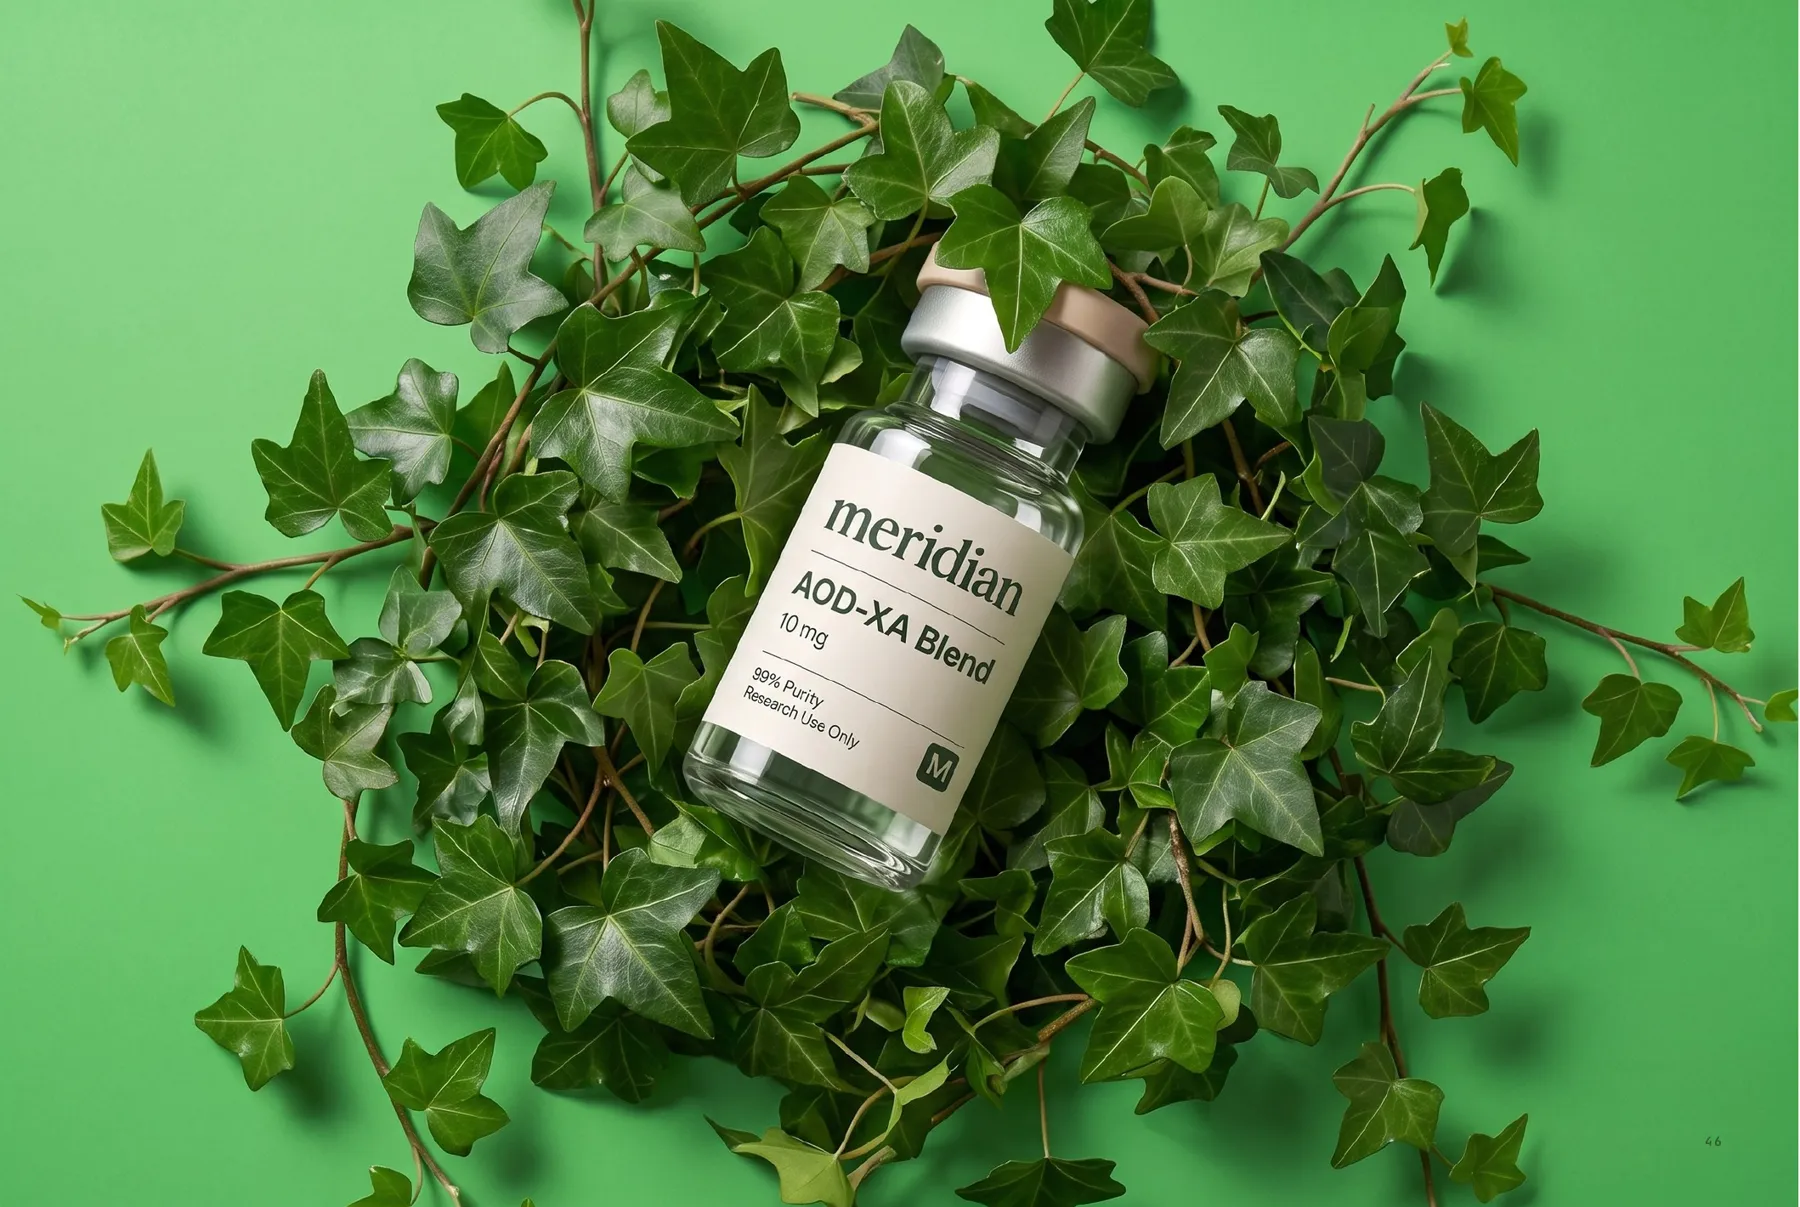 meridian
AOD-XA Blend
10 mg
99% Purity
Research Use Only
M
46